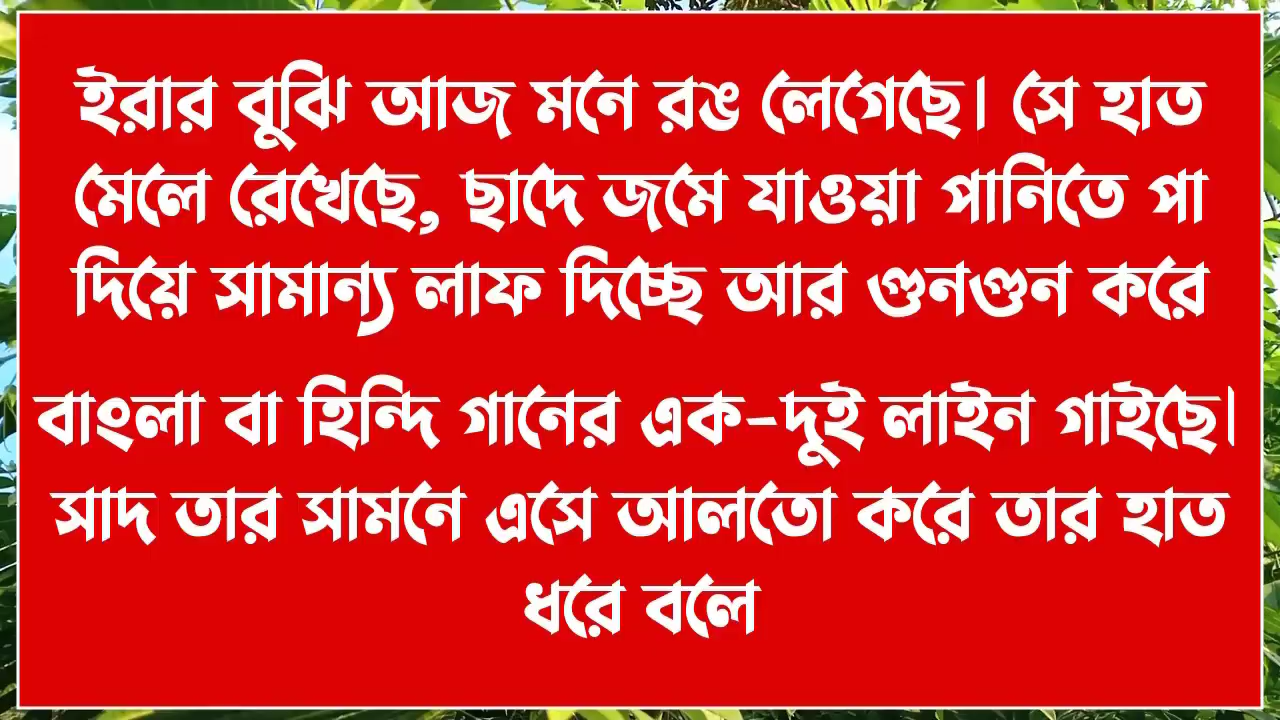 ইরার বুঝি আজ মনে রঙ লেগেছে। সে হাত
মেলে রেখেছে, ছাদে জমে যাওয়া পানিতে পা
দিয়ে সামান্য লাফ দিচ্ছে আর গুনগুন করে
বাংলা বা হিন্দি গানের এক-দুই লাইন গাইছে।
সাদ তার সামনে এসে আলতো করে তার হাত
ধরে বলে